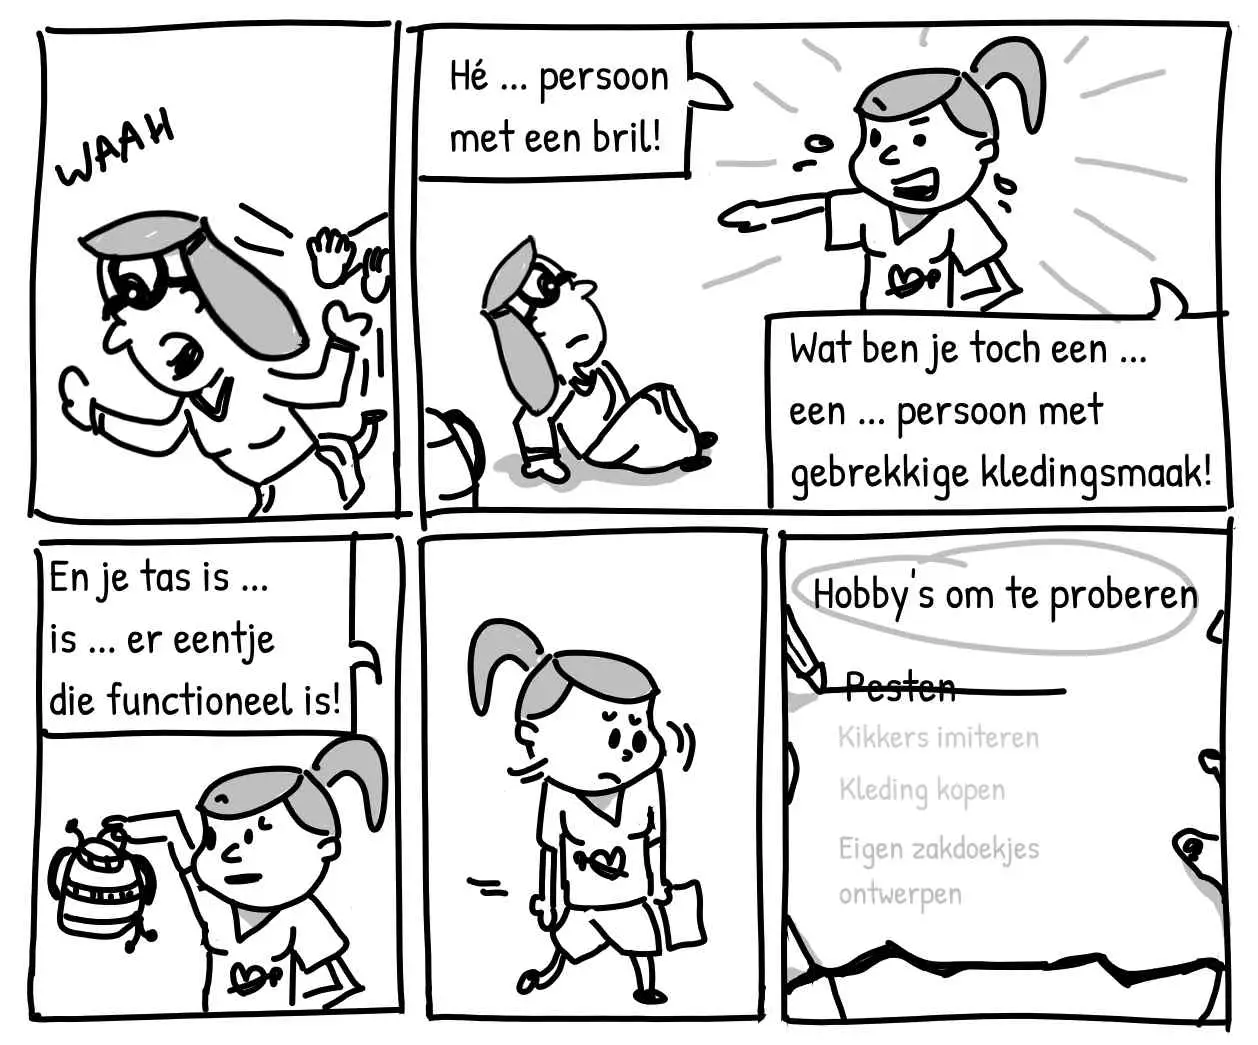 WAAH
Hé ... persoon
met een bril!
Wat ben je toch een ...
een ... persoon met
gebrekkige kledingsmaak!
En je tas is ...
is ... er eentje
die functioneel is!
Hobby's om te proberen
Pesten
Kikkers imiteren
Kleding kopen
Eigen zakdoekjes
ontwerpen